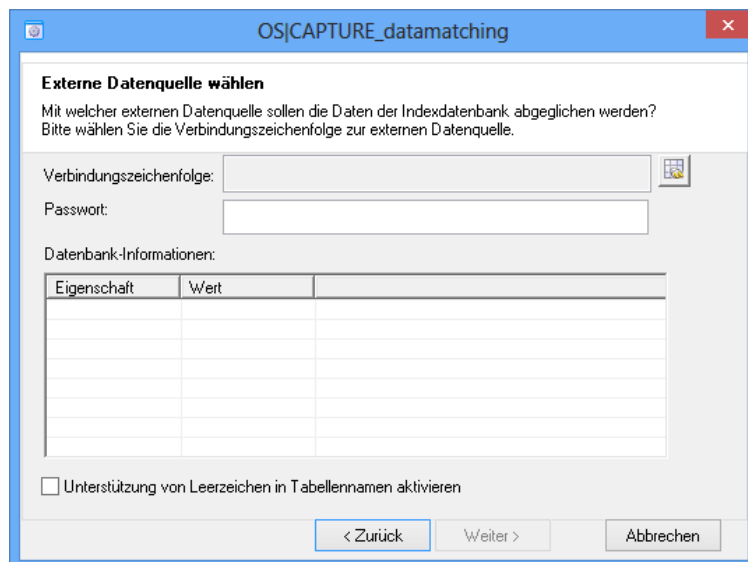 OS|CAPTURE_datamatching
Externe Datenquelle wählen
Mit welcher externen Datenquelle sollen die Daten der Indexdatenbank abgeglichen werden?
Bitte wählen Sie die Verbindungszeichenfolge zur externen Datenquelle.
Verbindungszeichenfolge:
Passwort:
Datenbank-Informationen:
Eigenschaft Wert
Unterstützung von Leerzeichen in Tabellennamen aktivieren
< Zurück Weiter > Abbrechen